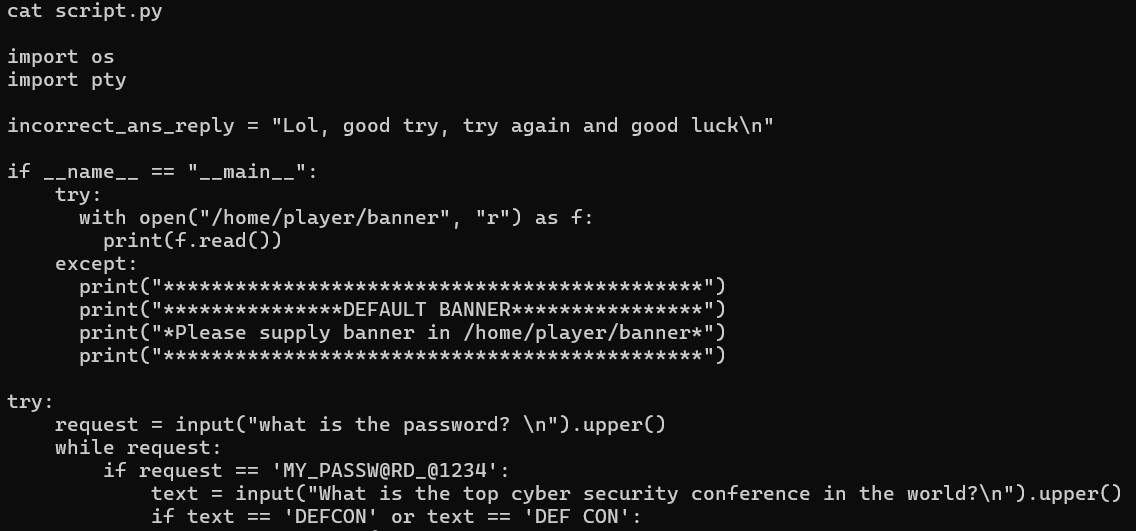 cat script.py
import os
import pty
incorrect_ans_reply = "Lol, good try, try again and good luck\n"
if __name__ == "__main__":
    try:
      with open("/home/player/banner", "r") as f:
        print(f.read())
    except:
      print("*********************************************")
      print("***************DEFAULT BANNER****************")
      print("*Please supply banner in /home/player/banner*")
      print("*********************************************")
try:
    request = input("what is the password? \n").upper()
    while request:
        if request == 'MY_PASSW@RD_@1234':
            text = input("What is the top cyber security conference in the world?\n").upper()
            if text == 'DEFCON' or text == 'DEF CON':